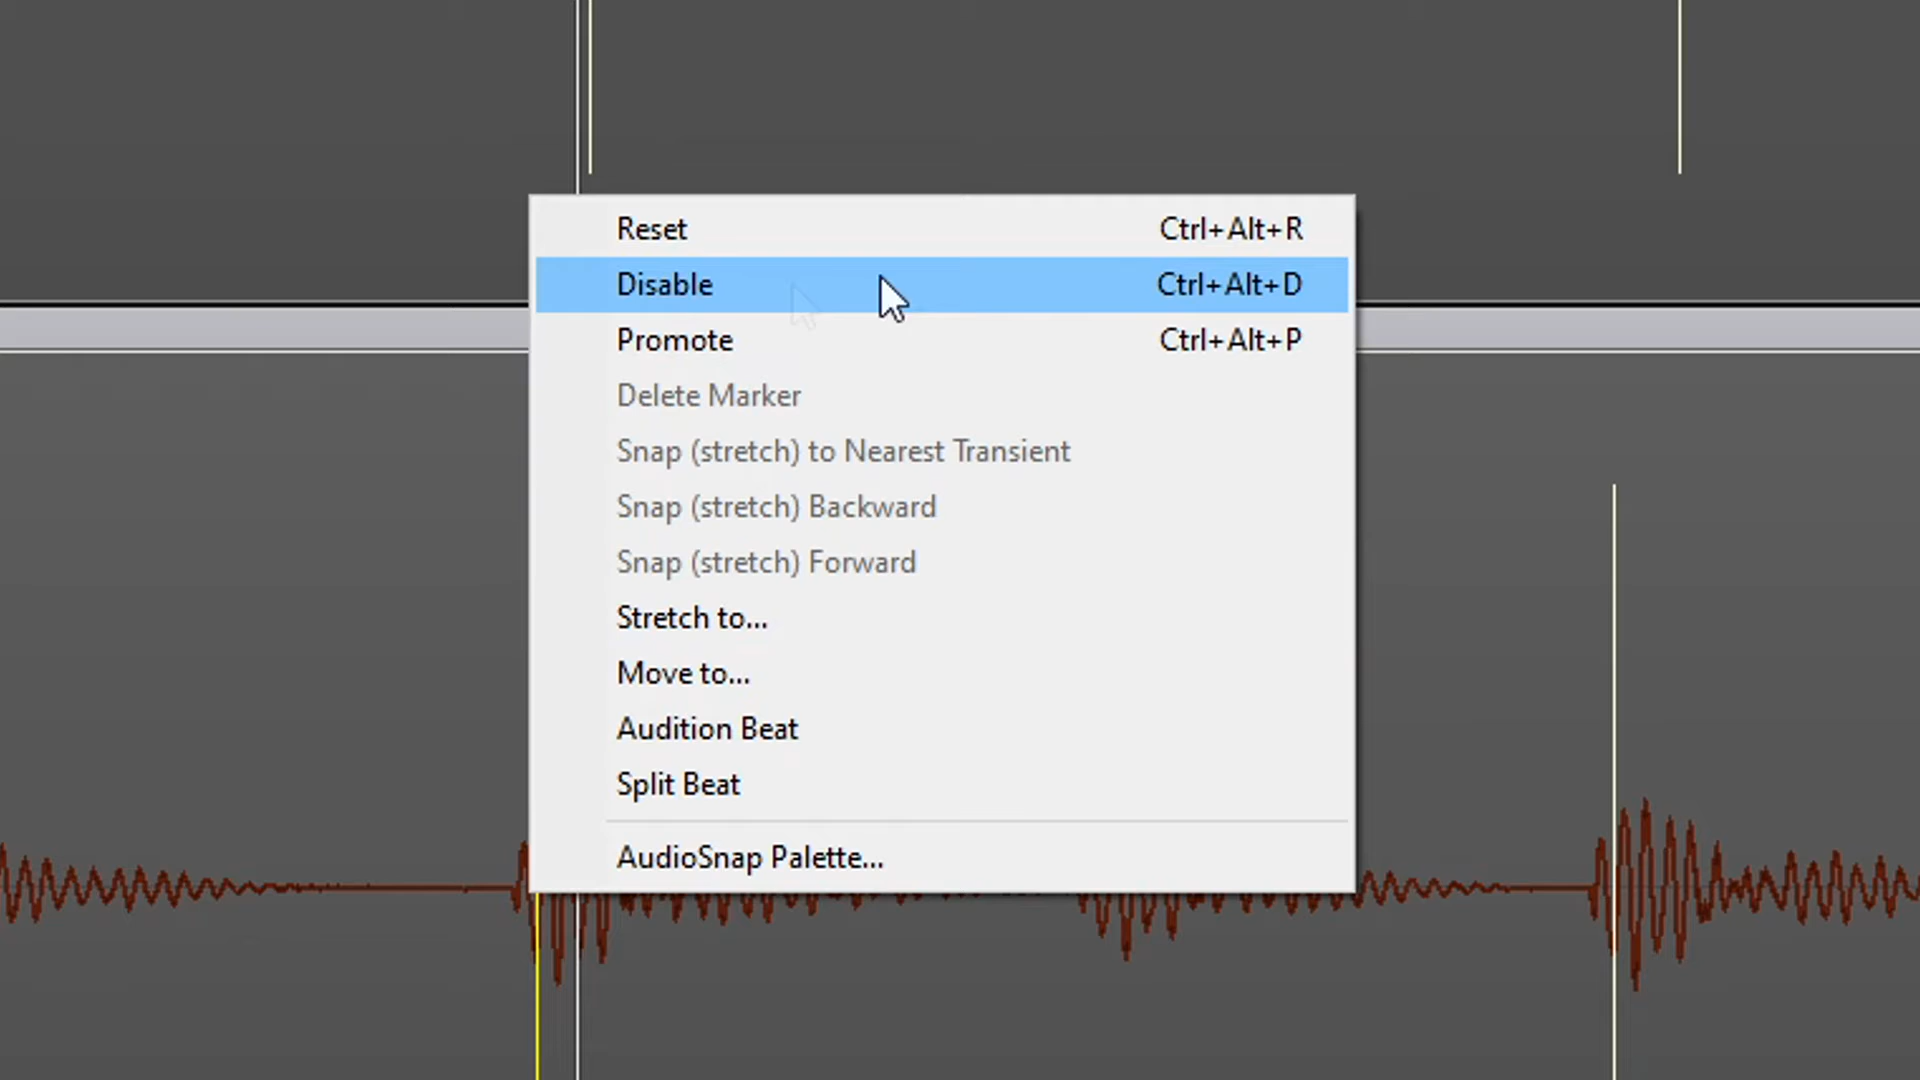 Reset Ctrl+Alt+R
Disable Ctrl+Alt+D
Promote Ctrl+Alt+P
Delete Marker
Snap (stretch) to Nearest Transient
Snap (stretch) Backward
Snap (stretch) Forward
Stretch to...
Move to...
Audition Beat
Split Beat
AudioSnap Palette...